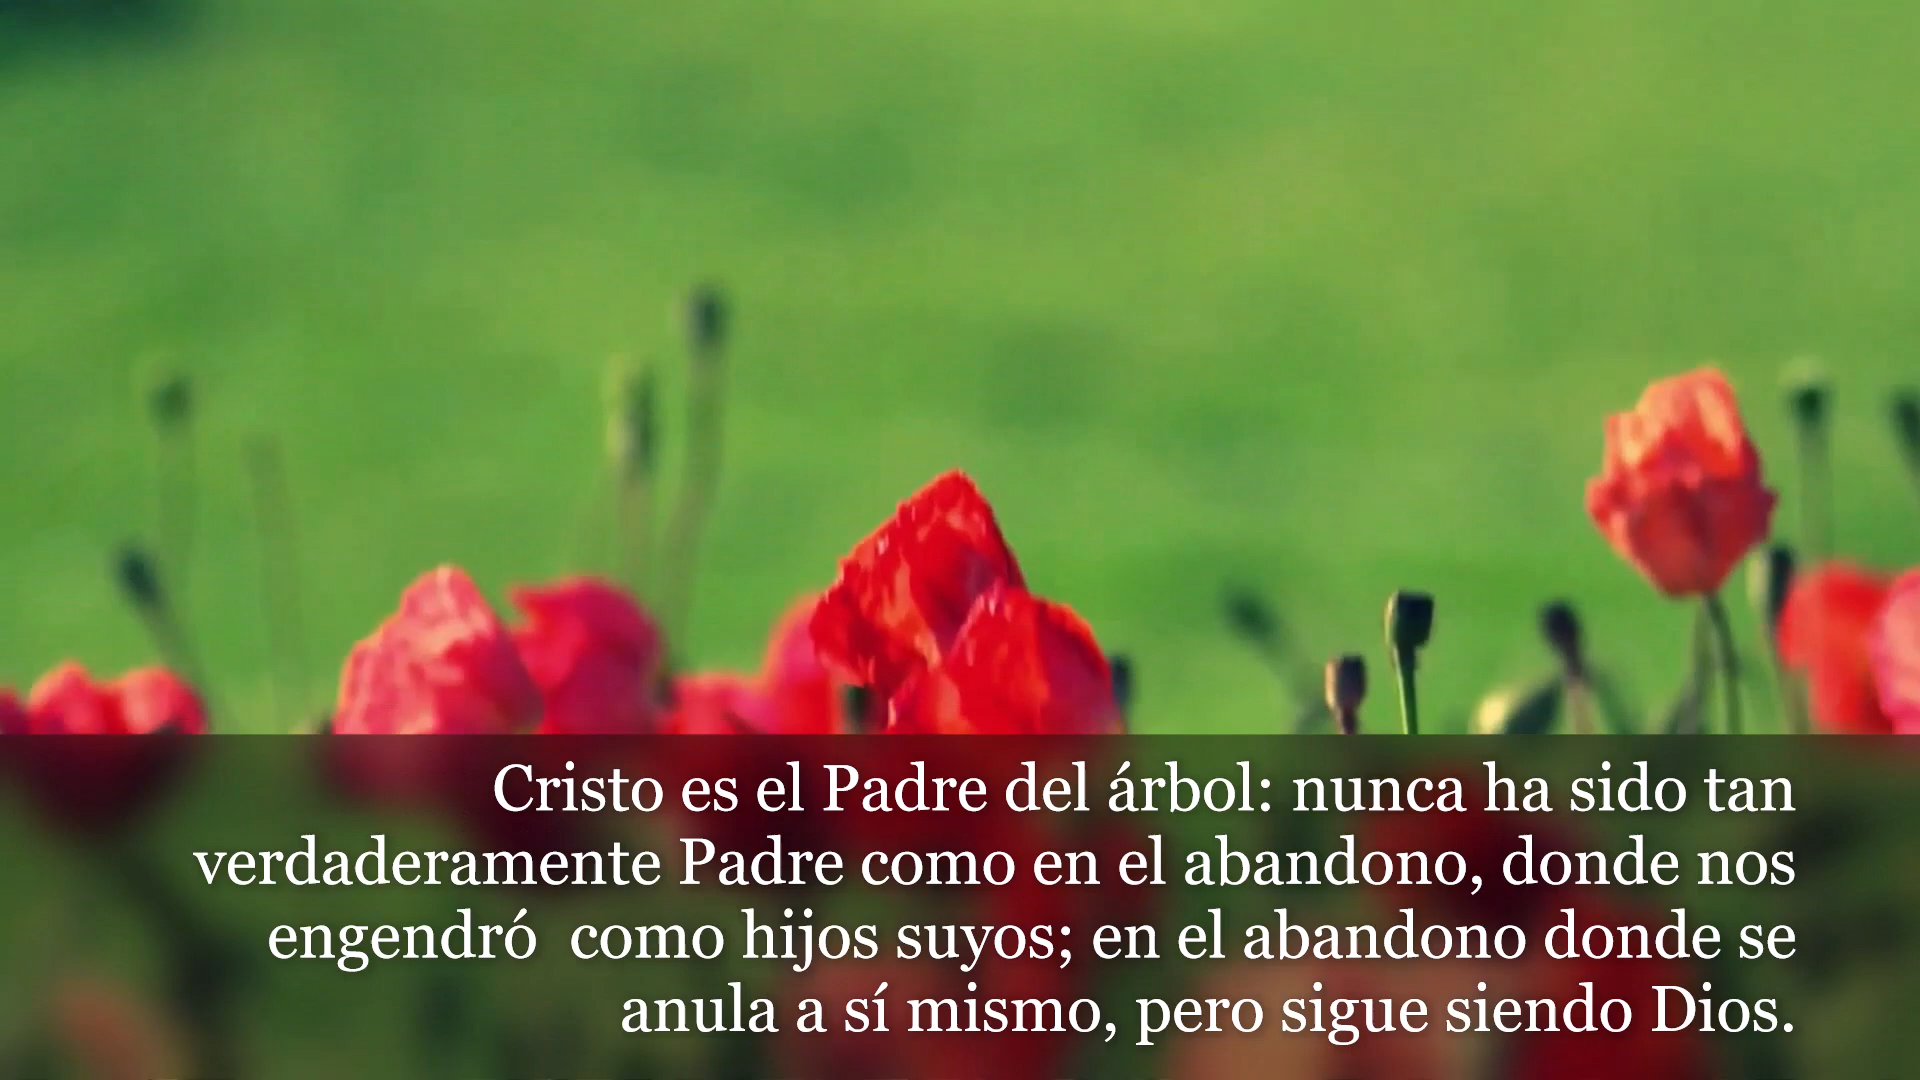 Cristo es el Padre del árbol: nunca ha sido tan
verdaderamente Padre como en el abandono, donde nos
engendró  como hijos suyos; en el abandono donde se
anula a sí mismo, pero sigue siendo Dios.